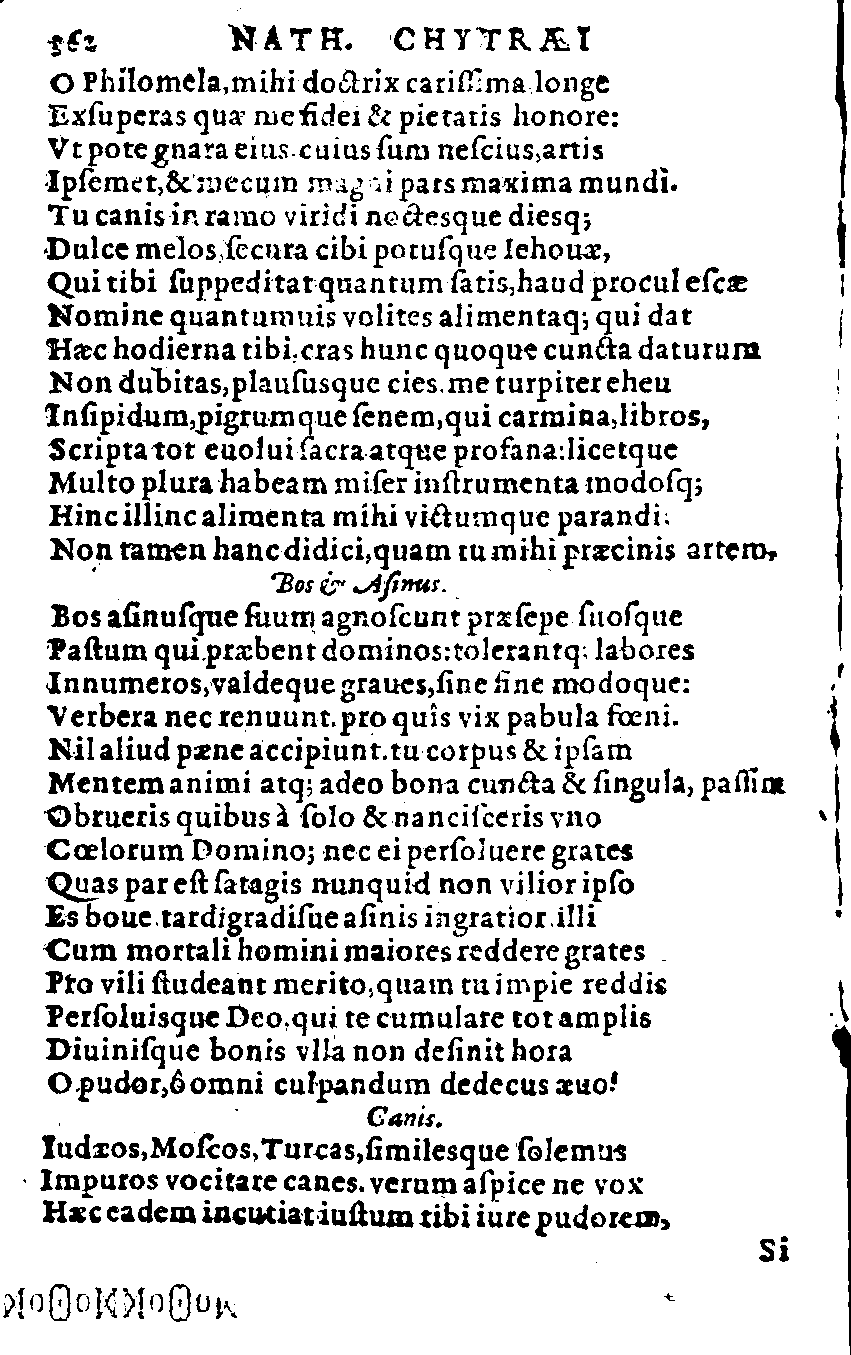 362 NATH. CHYTRÆI
O Philomela,mihi doctrix cariſſima longe
Exſuperas quæ me fidei & pietatis honore:
Vt pote gnara eius.cuius ſum neſcius,artis
Ipſemet,& mecum magni pars maxima mundi.
Tu canis in ramo viridi noctesque diesq;
Dulce melos,ſecura cibi potuſque Iehouæ,
Qui tibi ſuppeditat quantum ſatis,haud procul eſcæ
Nomine quantumuis volites alimentaq; qui dat
Hæc hodierna tibi,cras hunc quoque cuncta daturum
Non dubitas,plauſusque cies.me turpiter eheu
Inſipidum,pigrumque ſenem,qui carmina,libros,
Scripta tot euolui ſacra atque profana:licetque
Multo plura habeam miſer inſtrumenta modoſq;
Hinc illinc alimenta mihi victumque parandi:
Non tamen hanc didici,quam tu mihi præcinis artem,
Bos & Aſinus.
Bos aſinuſque ſuum agnoſcunt præſepe ſuoſque
Paſtum qui præbent dominos:tolerantq; labores
Innumeros,valdeque graues,ſine fine modoque:
Verbera nec renuunt.pro quîs vix pabula fœni.
Nil aliud pæne accipiunt.tu corpus & ipſam
Mentem animi atq; adeo bona cuncta & ſingula, paſſim
Obrueris quibus à ſolo & nanciſceris vno
Cœlorum Domino; nec ei perſoluere grates
Quas par eſt ſatagis nunquid non vilior ipſo
Es boue.tardigradiſue aſinis ingratior.illi
Cum mortali homini maiores reddere grates
Pro vili ſtudeant merito,quam tu impie reddis
Perſoluisque Deo,qui te cumulare tot amplis
Diuiniſque bonis vlla non deſinit hora
O pudor,ô omni culpandum dedecus æuo!
Canis.
Iudæos,Moſcos,Turcas,ſimilesque ſolemus
Impuros vocitare canes.verum aſpice ne vox
Hæc eadem incutiat iuſtum tibi iure pudorem,
Si